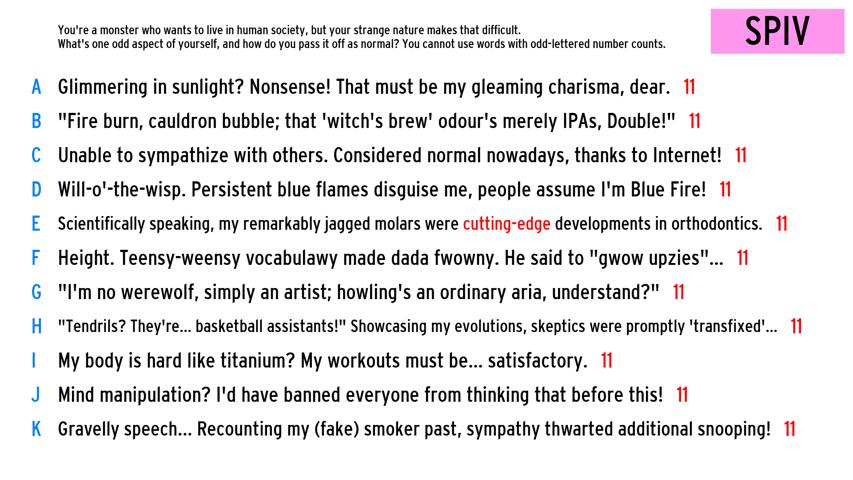 You're a monster who wants to live in human society, but your strange nature makes that difficult.
What's one odd aspect of yourself, and how do you pass it off as normal? You cannot use words with odd-lettered number counts.
SPIV
A Glimmering in sunlight? Nonsense! That must be my gleaming charisma, dear. 11
B "Fire burn, cauldron bubble; that 'witch's brew' odour's merely IPAs, Double!" 11
C Unable to sympathize with others. Considered normal nowadays, thanks to Internet! 11
D Will-o'-the-wisp. Persistent blue flames disguise me, people assume I'm Blue Fire! 11
E Scientifically speaking, my remarkably jagged molars were cutting-edge developments in orthodontics. 11
F Height. Teensy-weensy vocabulawy made dada fwowny. He said to "gwow upzies"... 11
G "I'm no werewolf, simply an artist; howling's an ordinary aria, understand?" 11
H "Tendrils? They're... basketball assistants!" Showcasing my evolutions, skeptics were promptly 'transfixed'... 11
I My body is hard like titanium? My workouts must be... satisfactory. 11
J Mind manipulation? I'd have banned everyone from thinking that before this! 11
K Gravelly speech... Recounting my (fake) smoker past, sympathy thwarted additional snooping! 11